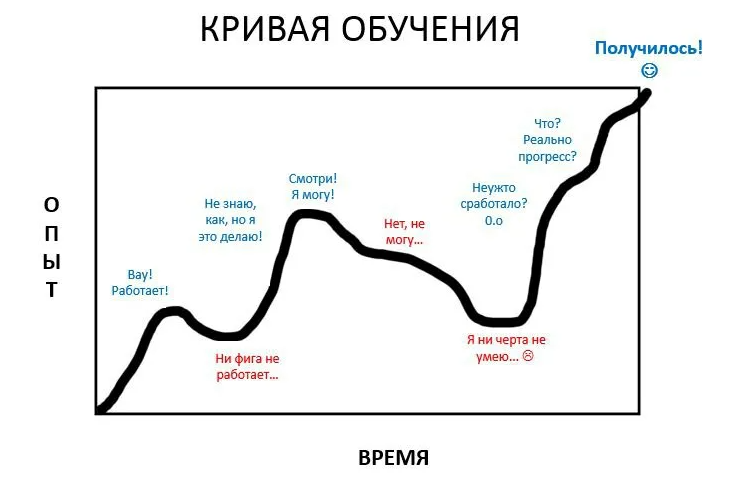 КРИВАЯ ОБУЧЕНИЯ
Получилось!
😊
Что?
Реально
прогресс?
Смотри!
Я могу!
Неужто
сработало?
0.о
Не знаю,
как, но я
это делаю!
Нет, не
могу...
О
П
Ы
Т
Вау!
Работает!
Ни фига не
работает...
Я ни черта не
умею... ☹
ВРЕМЯ